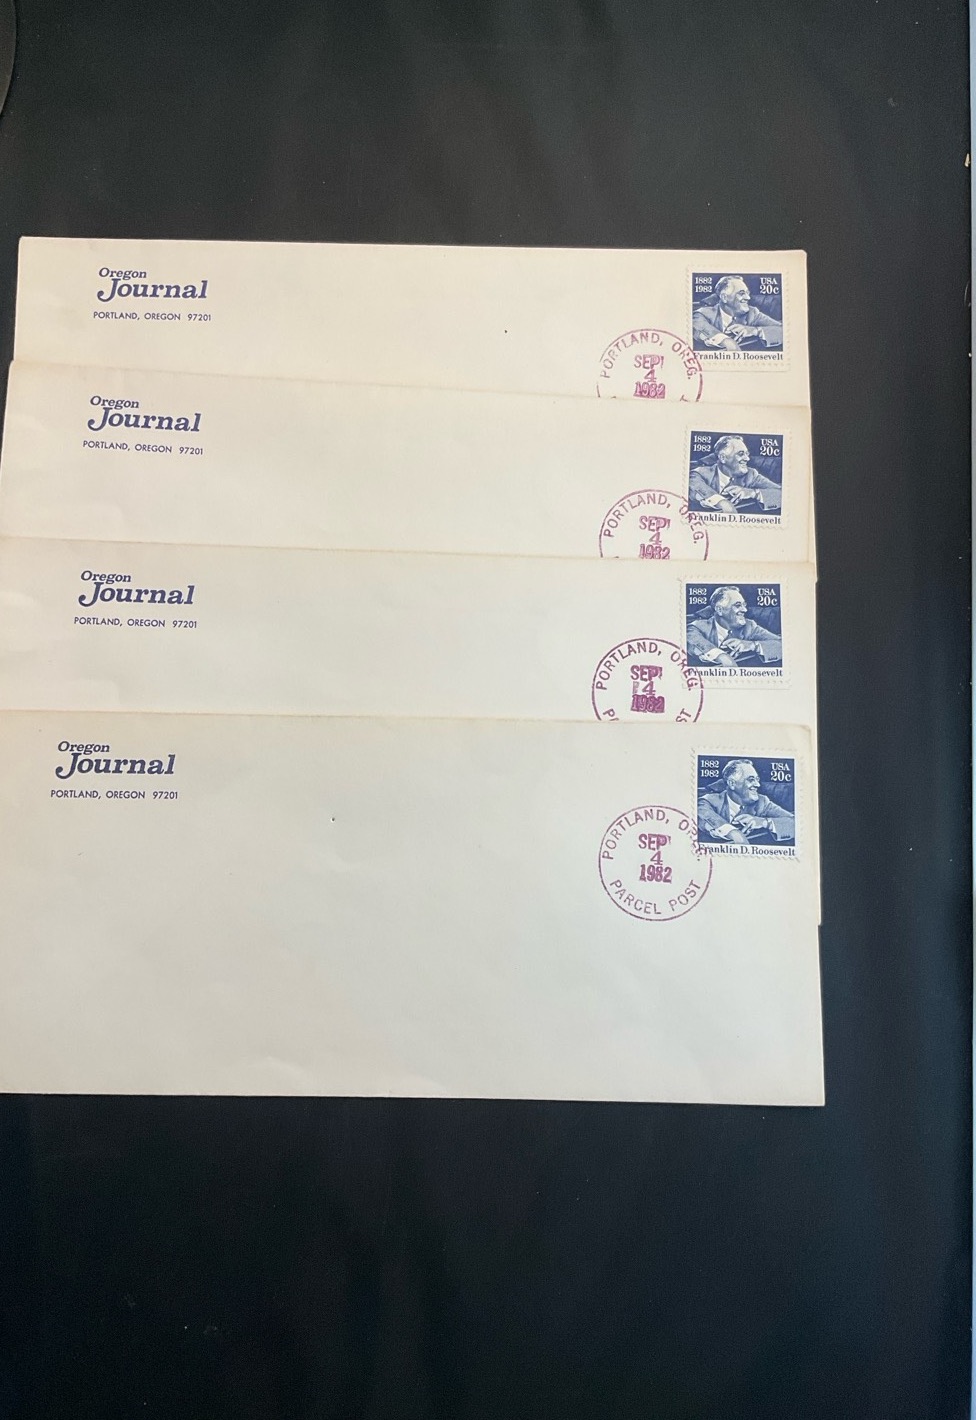 Oregon
Journal
PORTLAND, OREGON 97201
1882
1982
USA
20c
Franklin D. Roosevelt
PORTLAND, OREG.
SEP
4
1982
Oregon
Journal
PORTLAND, OREGON 97201
1882
1982
USA
20c
Franklin D. Roosevelt
PORTLAND, OREG.
SEP
4
1982
Oregon
Journal
PORTLAND, OREGON 97201
1882
1982
USA
20c
Franklin D. Roosevelt
PORTLAND, OREG.
SEP
4
1982
Oregon
Journal
PORTLAND, OREGON 97201
1882
1982
USA
20c
Franklin D. Roosevelt
PORTLAND, OREG.
SEP
4
1982
PARCEL POST